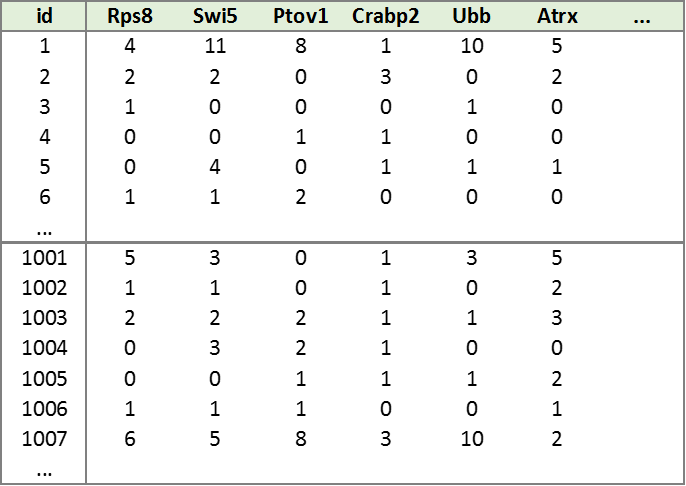 id Rps8 Swi5 Ptov1 Crabp2 Ubb Atrx ...
1 4 11 8 1 10 5
2 2 2 0 3 0 2
3 1 0 0 0 1 0
4 0 0 1 1 0 0
5 0 4 0 1 1 1
6 1 1 2 0 0 0
...
1001 5 3 0 1 3 5
1002 1 1 0 1 0 2
1003 2 2 2 1 1 3
1004 0 3 2 1 0 0
1005 0 0 1 1 1 2
1006 1 1 1 0 0 1
1007 6 5 8 3 10 2
...